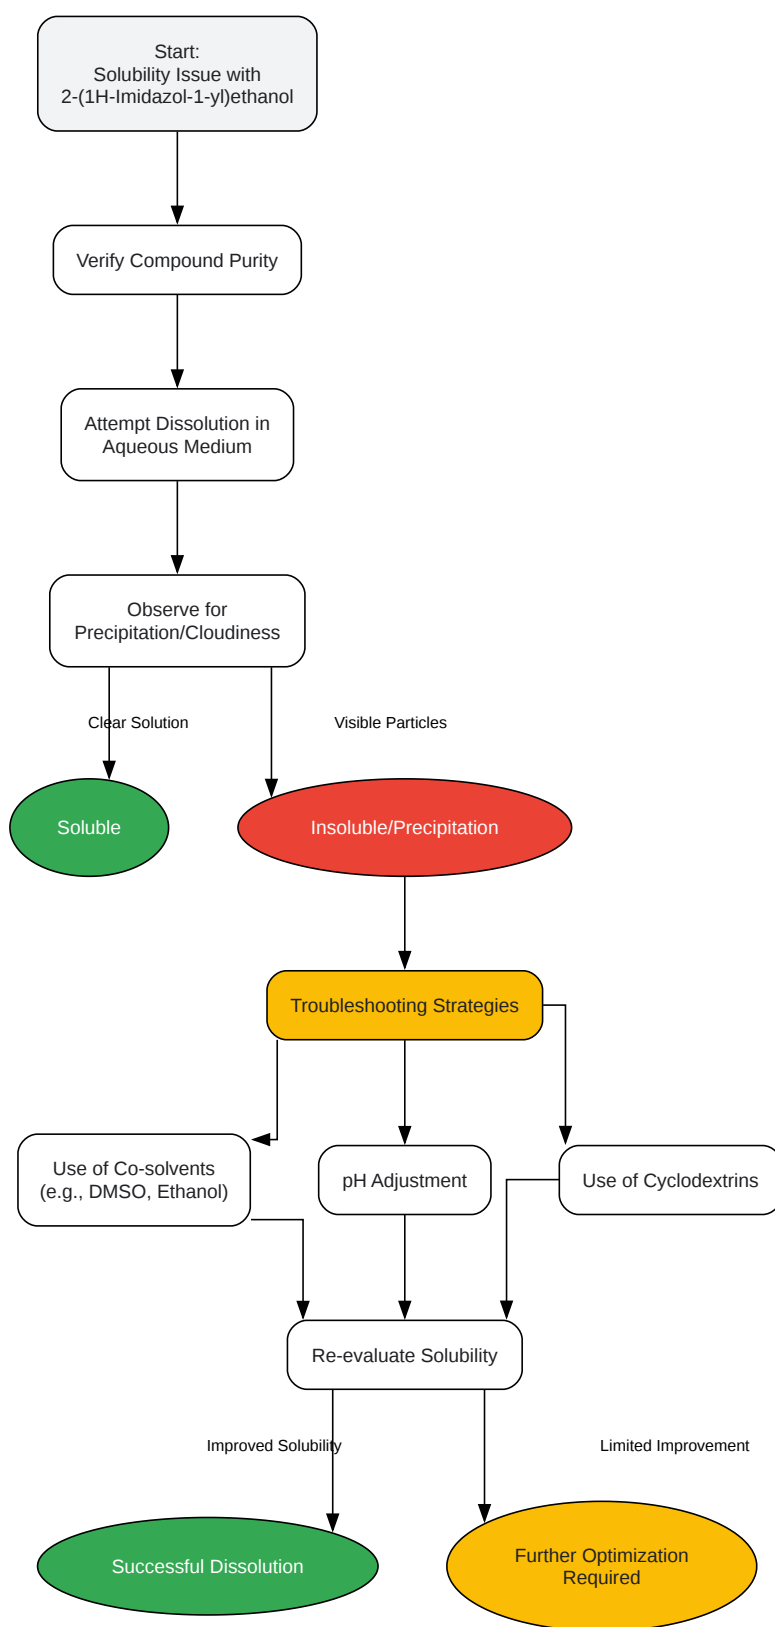 Start:
Solubility Issue with
2-(1H-Imidazol-1-yl)ethanol
Verify Compound Purity
Attempt Dissolution in
Aqueous Medium
Observe for
Precipitation/Cloudiness
Clear Solution
Visible Particles
Soluble
Insoluble/Precipitation
Troubleshooting Strategies
Use of Co-solvents
(e.g., DMSO, Ethanol)
pH Adjustment
Use of Cyclodextrins
Re-evaluate Solubility
Improved Solubility
Limited Improvement
Successful Dissolution
Further Optimization
Required